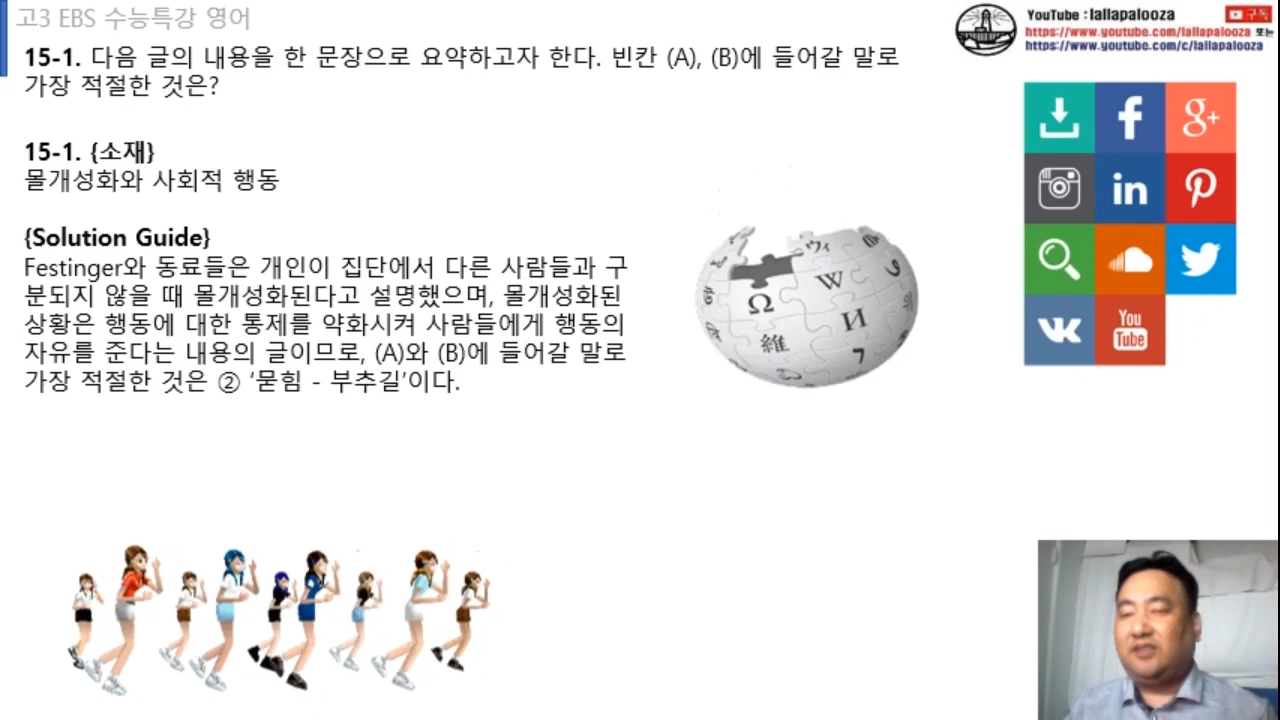 고3 EBS 수능특강 영어
YouTube : lallapalooza
구독
https://www.youtube.com/lallapalooza 또는
https://www.youtube.com/c/lallapalooza
15-1. 다음 글의 내용을 한 문장으로 요약하고자 한다. 빈칸 (A), (B)에 들어갈 말로
가장 적절한 것은?
15-1. {소재}
몰개성화와 사회적 행동
{Solution Guide}
Festinger와 동료들은 개인이 집단에서 다른 사람들과 구
분되지 않을 때 몰개성화된다고 설명했으며, 몰개성화된
상황은 행동에 대한 통제를 약화시켜 사람들에게 행동의
자유를 준다는 내용의 글이므로, (A)와 (B)에 들어갈 말로
가장 적절한 것은 ② ‘묻힘 - 부추길’이다.
Ω W И
維
f g+
in
You
Tube